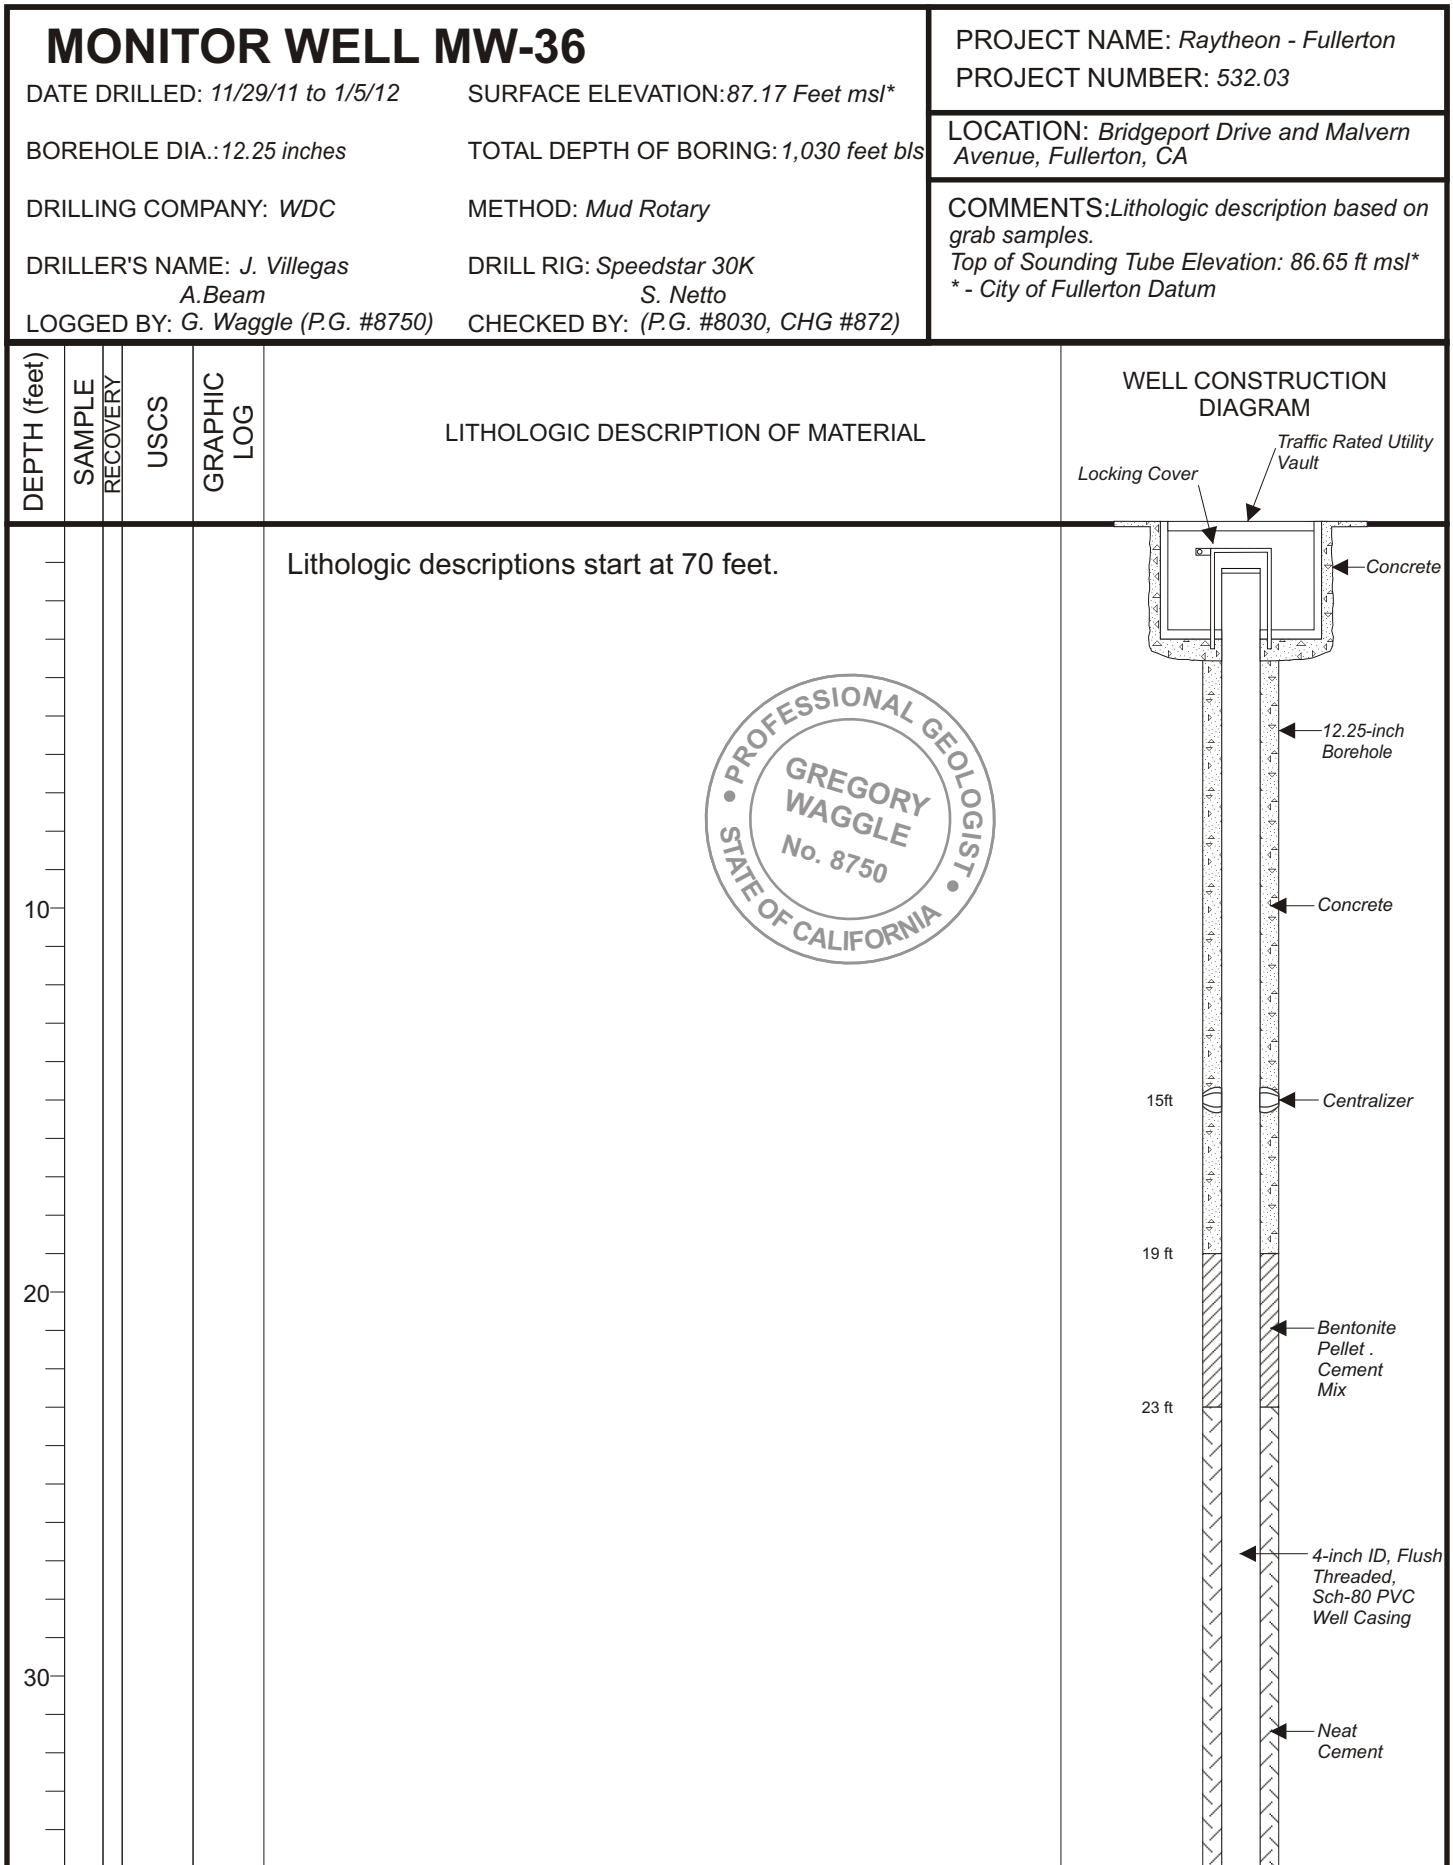 MONITOR WELL MW-36
DATE DRILLED: 11/29/11 to 1/5/12
SURFACE ELEVATION:87.17 Feet msl*
BOREHOLE DIA.:12.25 inches
TOTAL DEPTH OF BORING:1,030 feet bls
DRILLING COMPANY: WDC
METHOD: Mud Rotary
DRILLER'S NAME: J. Villegas
DRILL RIG: Speedstar 30K
A.Beam
LOGGED BY: G. Waggle (P.G. #8750)
S. Netto
CHECKED BY: (P.G. #8030, CHG #872)
PROJECT NAME: Raytheon - Fullerton
PROJECT NUMBER: 532.03
LOCATION: Bridgeport Drive and Malvern
Avenue, Fullerton, CA
COMMENTS:Lithologic description based on
grab samples.
Top of Sounding Tube Elevation: 86.65 ft msl*
* - City of Fullerton Datum
DEPTH (feet)
SAMPLE
RECOVERY
USCS
GRAPHIC
LOG
LITHOLOGIC DESCRIPTION OF MATERIAL
WELL CONSTRUCTION
DIAGRAM
Traffic Rated Utility
Vault
Locking Cover
Lithologic descriptions start at 70 feet.
Concrete
PROFESSIONAL GEOLOGIST
GREGORY
WAGGLE
No. 8750
STATE OF CALIFORNIA
12.25-inch
Borehole
10
Concrete
15ft
Centralizer
19 ft
20
Bentonite
Pellet .
Cement
Mix
23 ft
4-inch ID, Flush
Threaded,
Sch-80 PVC
Well Casing
30
Neat
Cement